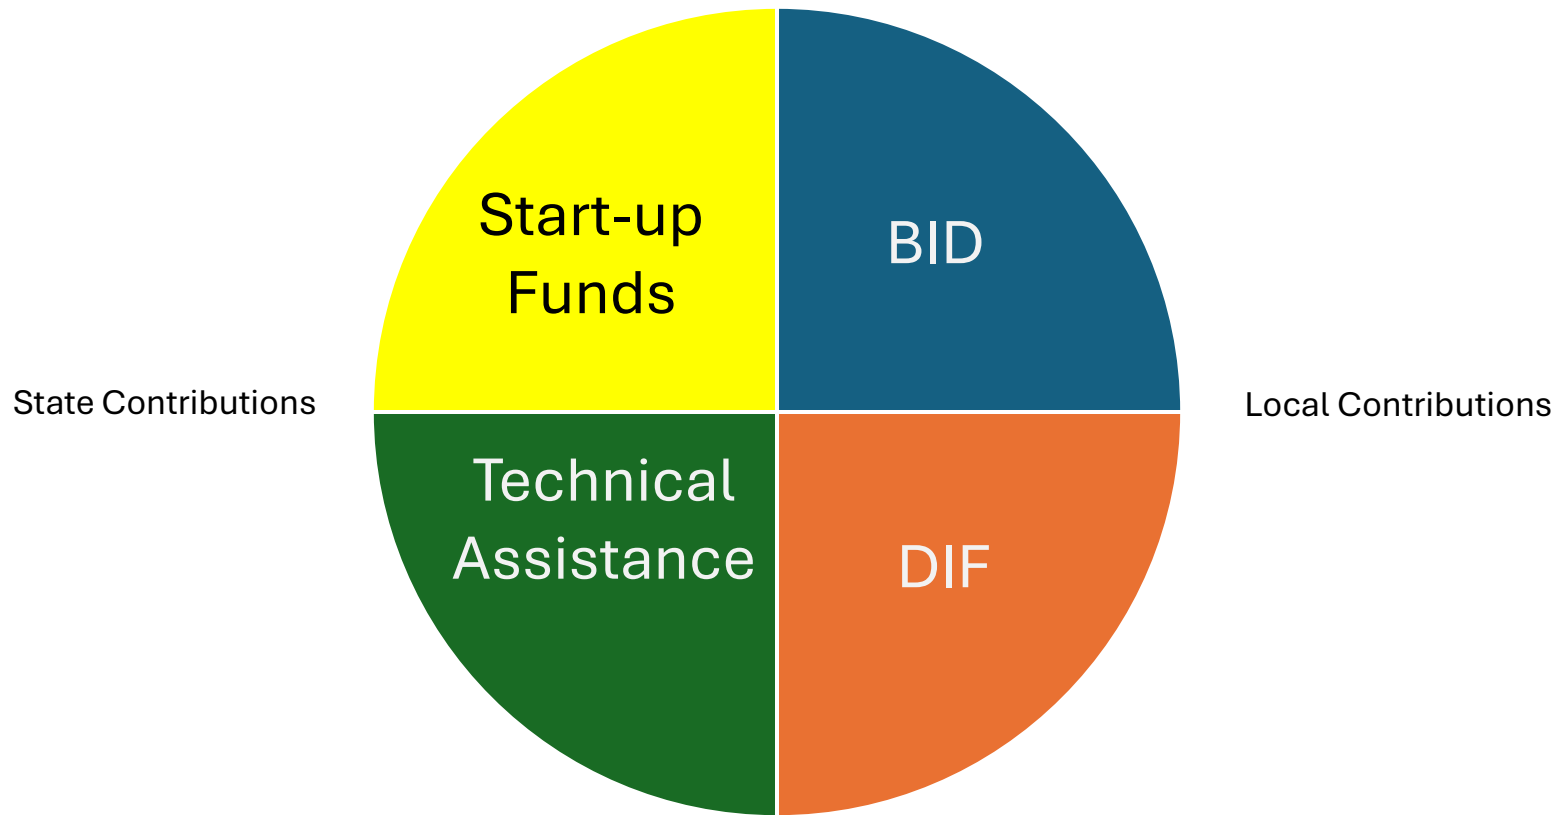 Start-up
Funds
BID
State Contributions
Local Contributions
Technical
Assistance
DIF